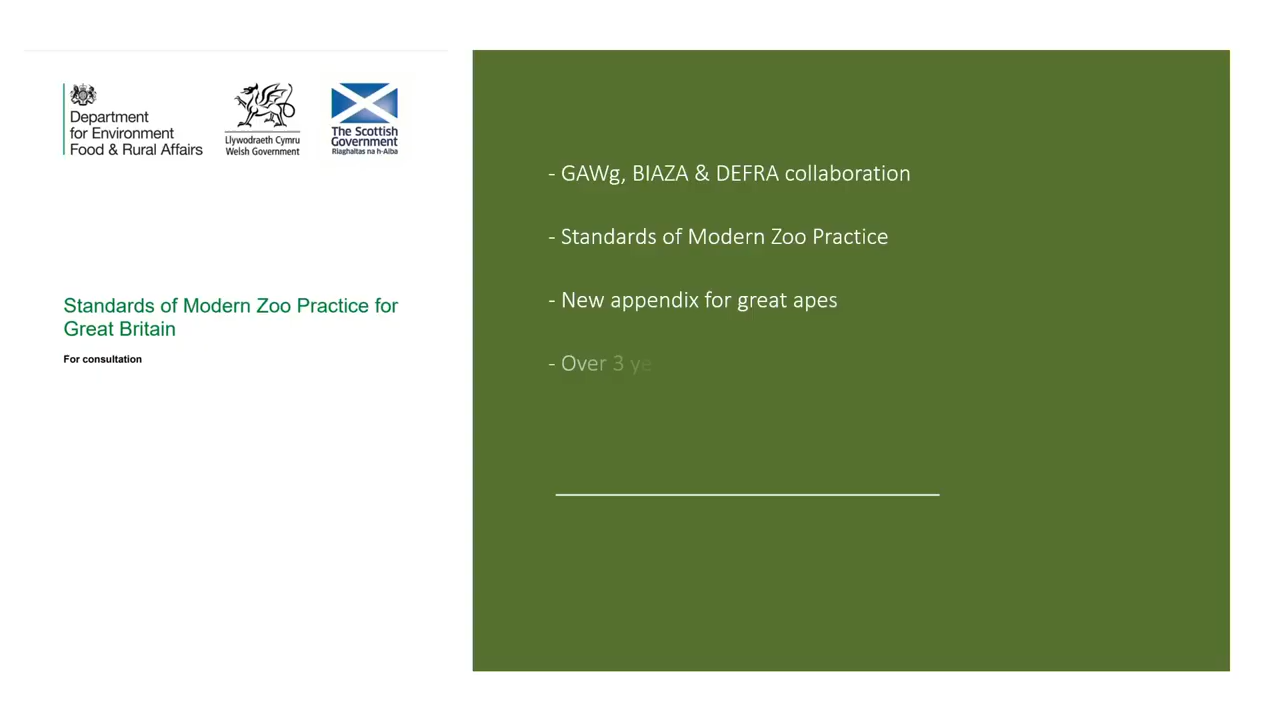 Department
for Environment
Food & Rural Affairs
Llywodraeth Cymru
Welsh Government
The Scottish
Government
Riaghaltas na h-Alba
Standards of Modern Zoo Practice for
Great Britain
For consultation
- GAWg, BIAZA & DEFRA collaboration
- Standards of Modern Zoo Practice
- New appendix for great apes
- Over 3 ye